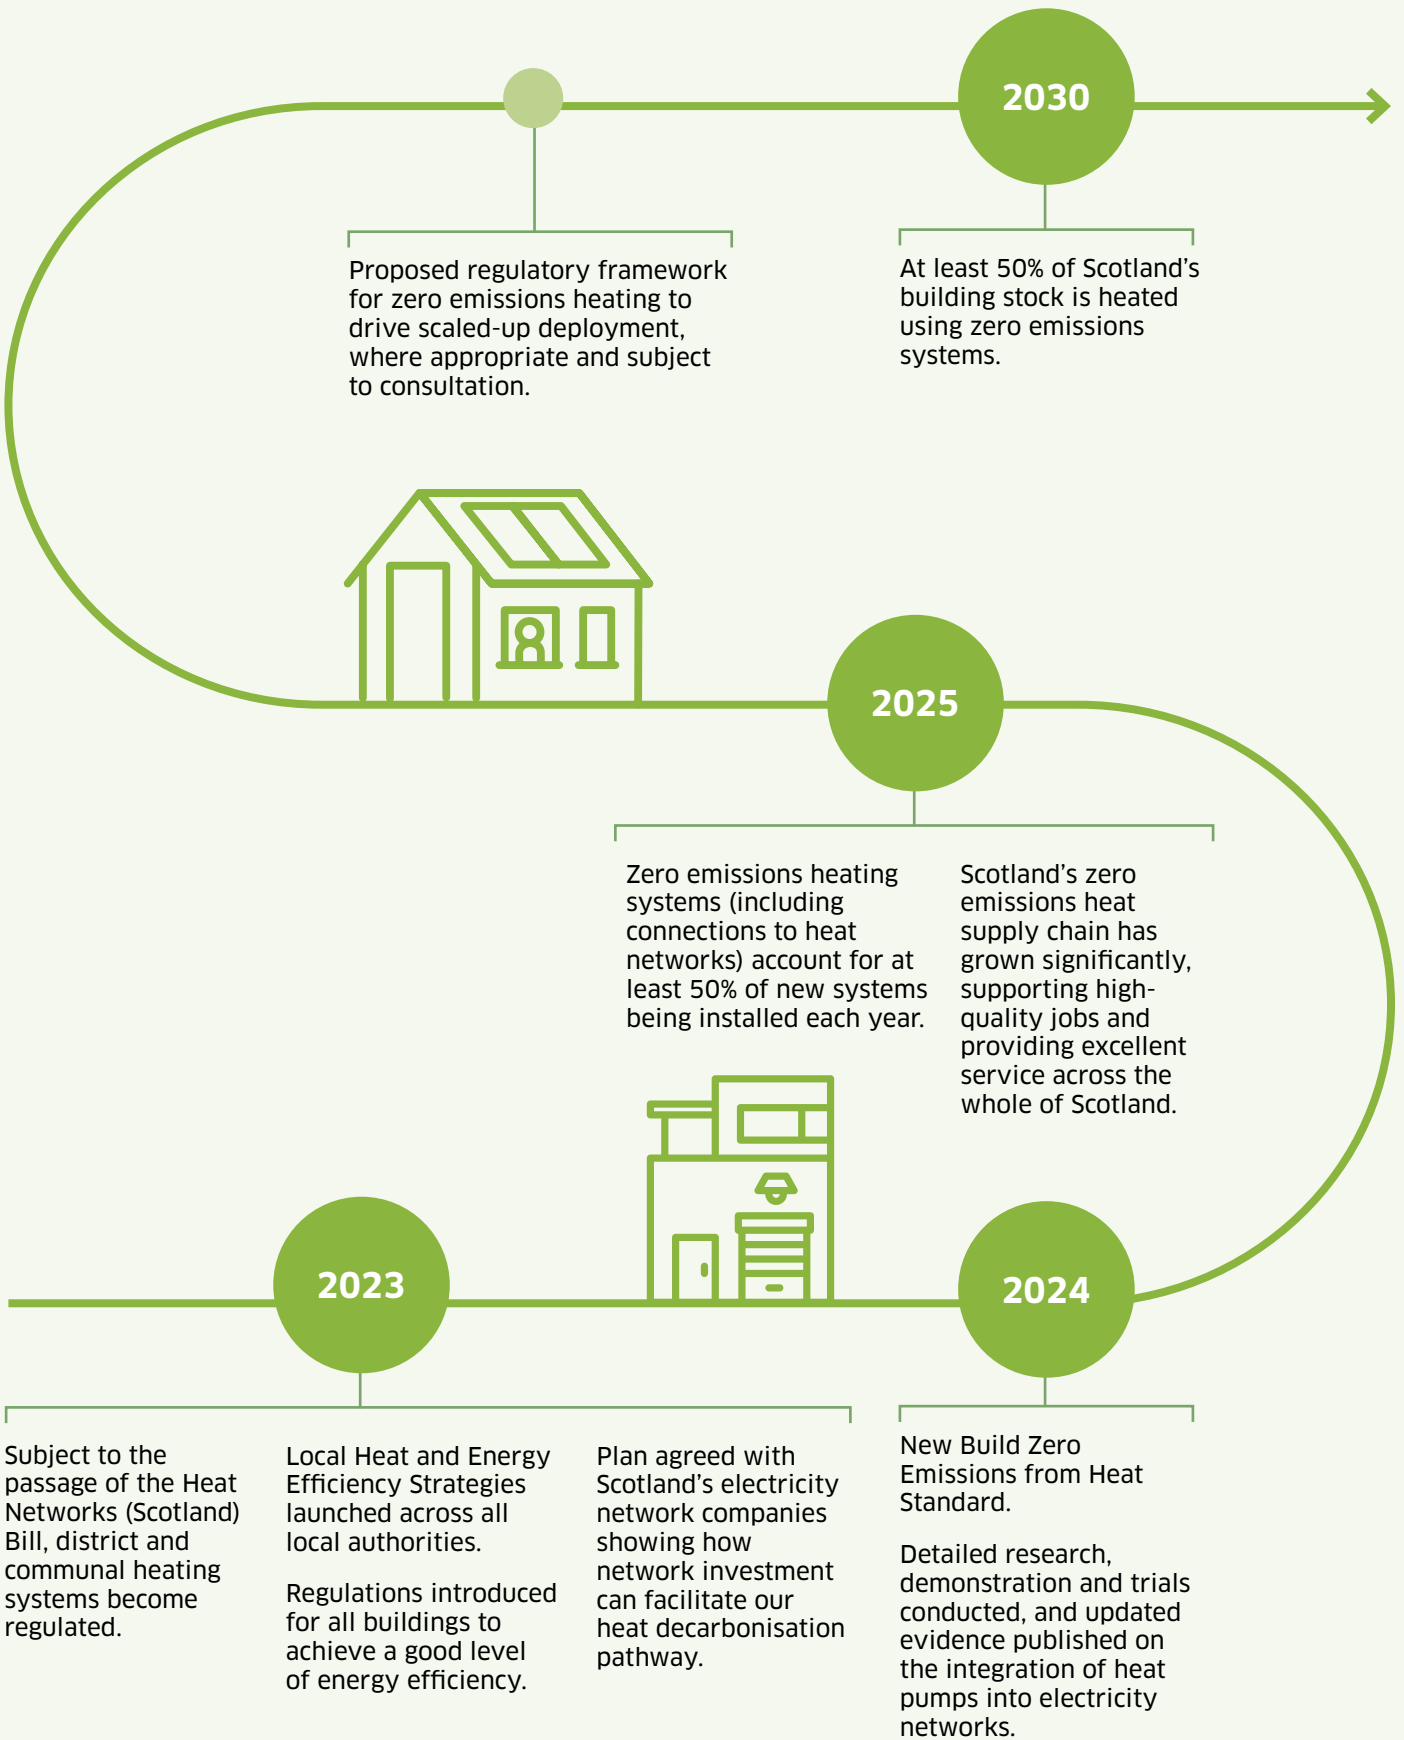 2030
Proposed regulatory framework
for zero emissions heating to
drive scaled-up deployment,
where appropriate and subject
to consultation.
At least 50% of Scotland’s
building stock is heated
using zero emissions
systems.
2025
Zero emissions heating
systems (including
connections to heat
networks) account for at
least 50% of new systems
being installed each year.
Scotland’s zero
emissions heat
supply chain has
grown significantly,
supporting high-
quality jobs and
providing excellent
service across the
whole of Scotland.
2023
2024
Subject to the
passage of the Heat
Networks (Scotland)
Bill, district and
communal heating
systems become
regulated.
Local Heat and Energy
Efficiency Strategies
launched across all
local authorities.
Regulations introduced
for all buildings to
achieve a good level
of energy efficiency.
Plan agreed with
Scotland’s electricity
network companies
showing how
network investment
can facilitate our
heat decarbonisation
pathway.
New Build Zero
Emissions from Heat
Standard.
Detailed research,
demonstration and trials
conducted, and updated
evidence published on
the integration of heat
pumps into electricity
networks.